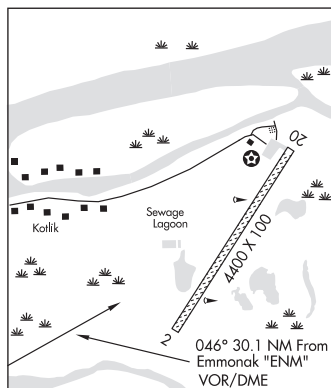 20
Kotlik
Sewage
Lagoon
4400 X 100
2
046° 30.1 NM From
Emmonak "ENM"
VOR/DME